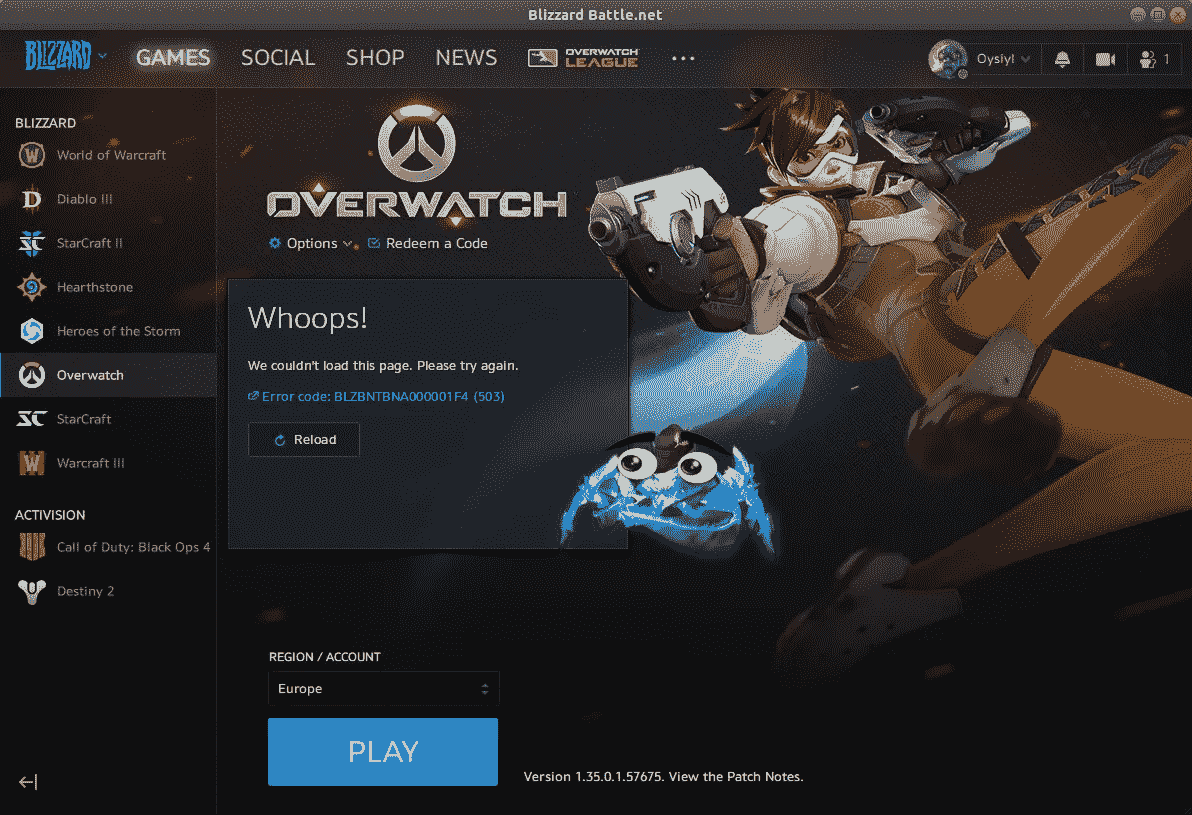 Blizzard Battle.net
BLIZZARD GAMES SOCIAL SHOP NEWS OVERWATCH LEAGUE ... Oysiy! 1
BLIZZARD
World of Warcraft
Diablo III
StarCraft II
Hearthstone
Heroes of the Storm
Overwatch
StarCraft
Warcraft III
ACTIVISION
Call of Duty: Black Ops 4
Destiny 2
OVERWATCH
Options Redeem a Code
Whoops!
We couldn't load this page. Please try again.
Error code: BLZBNTBNA000001F4 (503)
Reload
REGION / ACCOUNT
Europe
PLAY
Version 1.35.0.1.57675. View the Patch Notes.